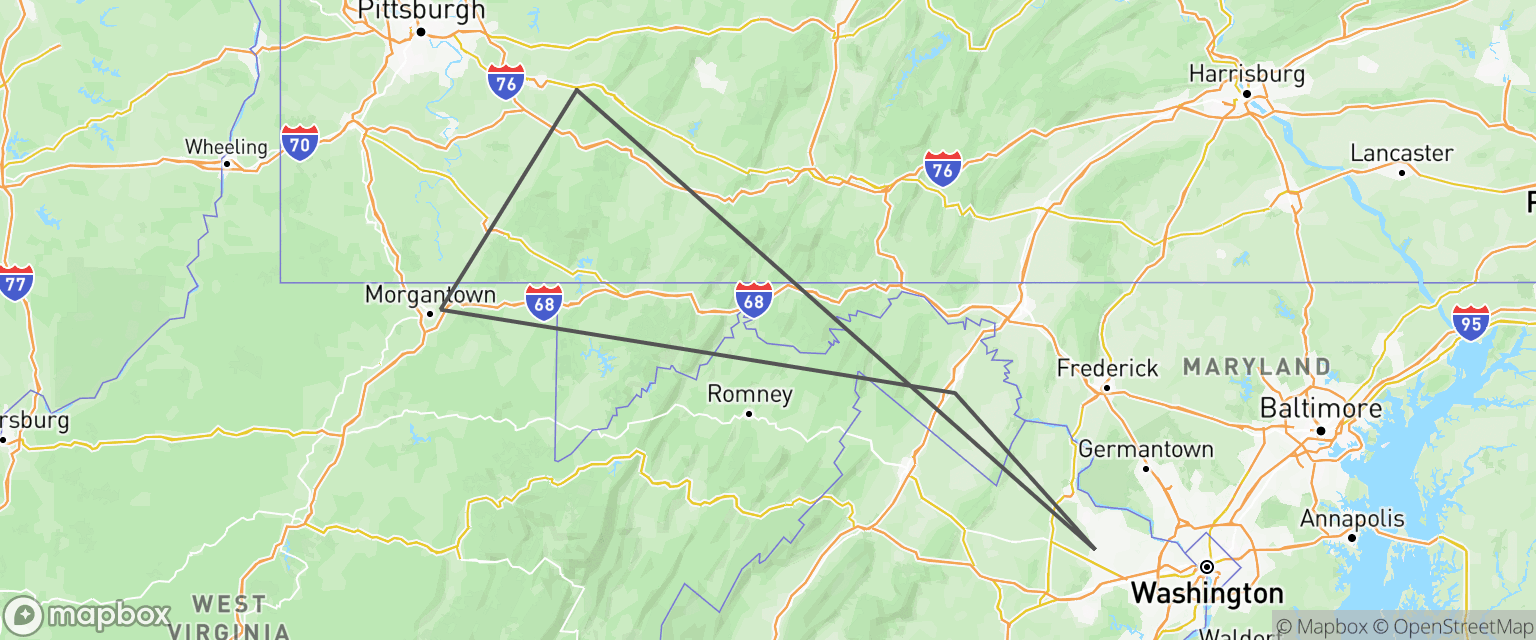 Pittsburgh
76
Harrisburg
70
Wheeling
Lancaster
76
77
Morgantown
68
68
95
Frederick
MARYLAND
Romney
Baltimore
rsburg
Germantown
Annapolis
Washington
WEST
VIRGINIA
Waldorf
mapbox
© Mapbox © OpenStreetMap